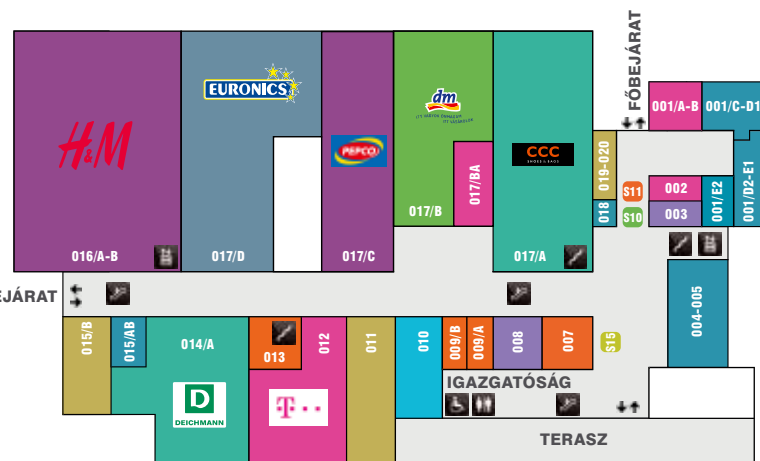 FŐBEJÁRAT
H&M
EURONICS
PEPCO
dm
CCC
SHOES & BAGS
001/A-B
001/C-D1
019-020
017/BA
S11
002
001/E2
001/D2-E1
018
S10
003
017/B
016/A-B
017/D
017/C
017/A
EJÁRAT
004-005
015/B
015/AB
014/A
013
012
011
010
009/B
009/A
008
007
S15
IGAZGATÓSÁG
D
DEICHMANN
T
TERASZ